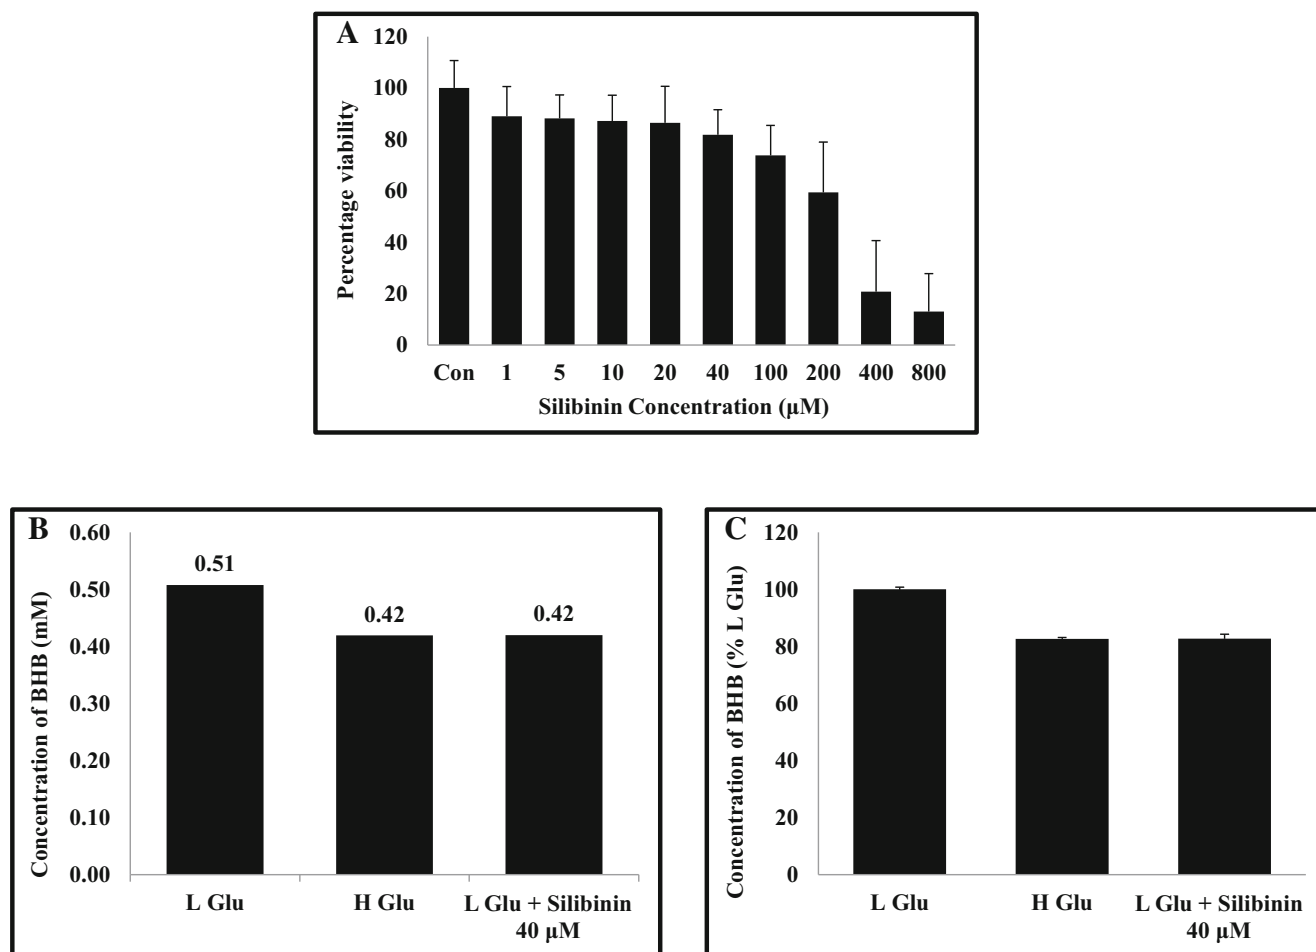 A
120
100
80
60
40
20
0
Percentage viability
Con 1 5 10 20 40 100 200 400 800
Silibinin Concentration (µM)
B
0.60
0.50
0.40
0.30
0.20
0.10
0.00
Concentration of BHB (mM)
0.51
0.42
0.42
L Glu H Glu L Glu + Silibinin
40 µM
C
120
100
80
60
40
20
0
Concentration of BHB (% L Glu)
L Glu H Glu L Glu + Silibinin
40 µM